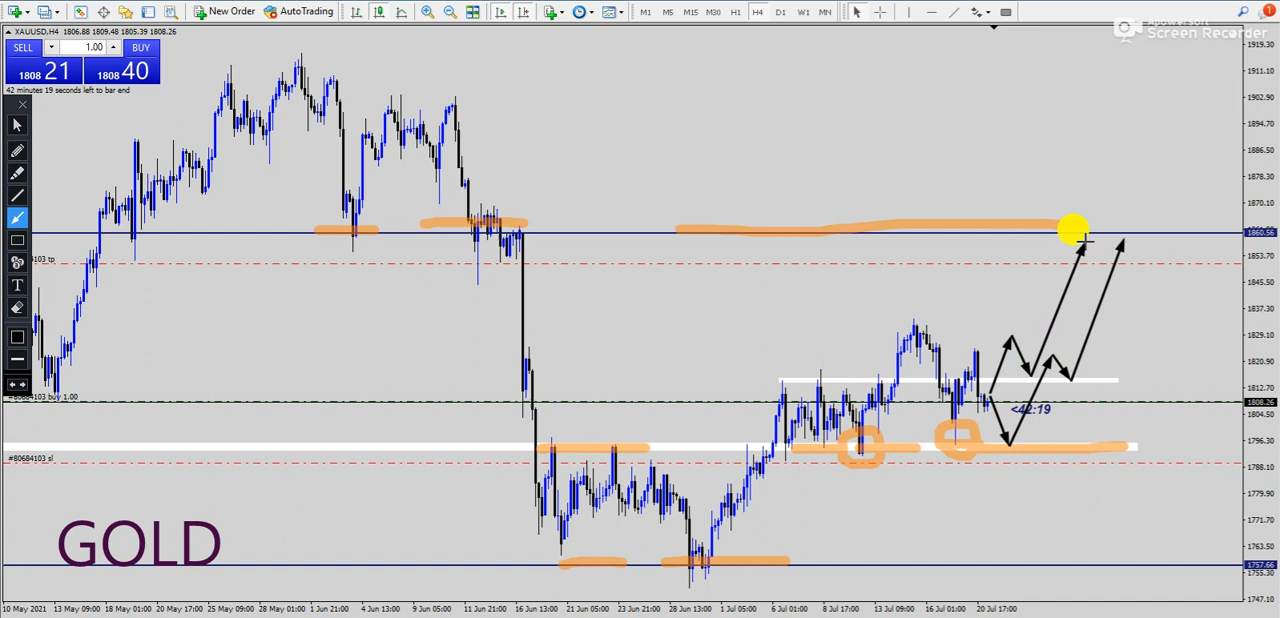 New Order
AutoTrading
M1 M5 M15 M30 H1 H4 D1 W1 MN
1
XAUUSD,H4 1806.88 1809.48 1805.39 1808.26
SELL 1.00 BUY
1808 21 1808 40
42 minutes 19 seconds left to bar end
Screen Recorder
T
4103 tp
#80684103 buy 1.00
#80684103 sl
<42:19
GOLD
1919.30
1911.10
1902.90
1894.70
1886.50
1878.30
1870.10
1860.56
1853.70
1845.50
1837.30
1829.10
1820.90
1812.70
1808.26
1804.50
1796.30
1788.10
1779.90
1771.70
1763.50
1757.66
1755.30
1747.10
10 May 2021 13 May 09:00 18 May 01:00 20 May 17:00 25 May 09:00 28 May 01:00 1 Jun 21:00 4 Jun 13:00 9 Jun 05:00 11 Jun 21:00 16 Jun 13:00 21 Jun 05:00 23 Jun 21:00 28 Jun 13:00 1 Jul 05:00 6 Jul 01:00 8 Jul 17:00 13 Jul 09:00 16 Jul 01:00 20 Jul 17:00